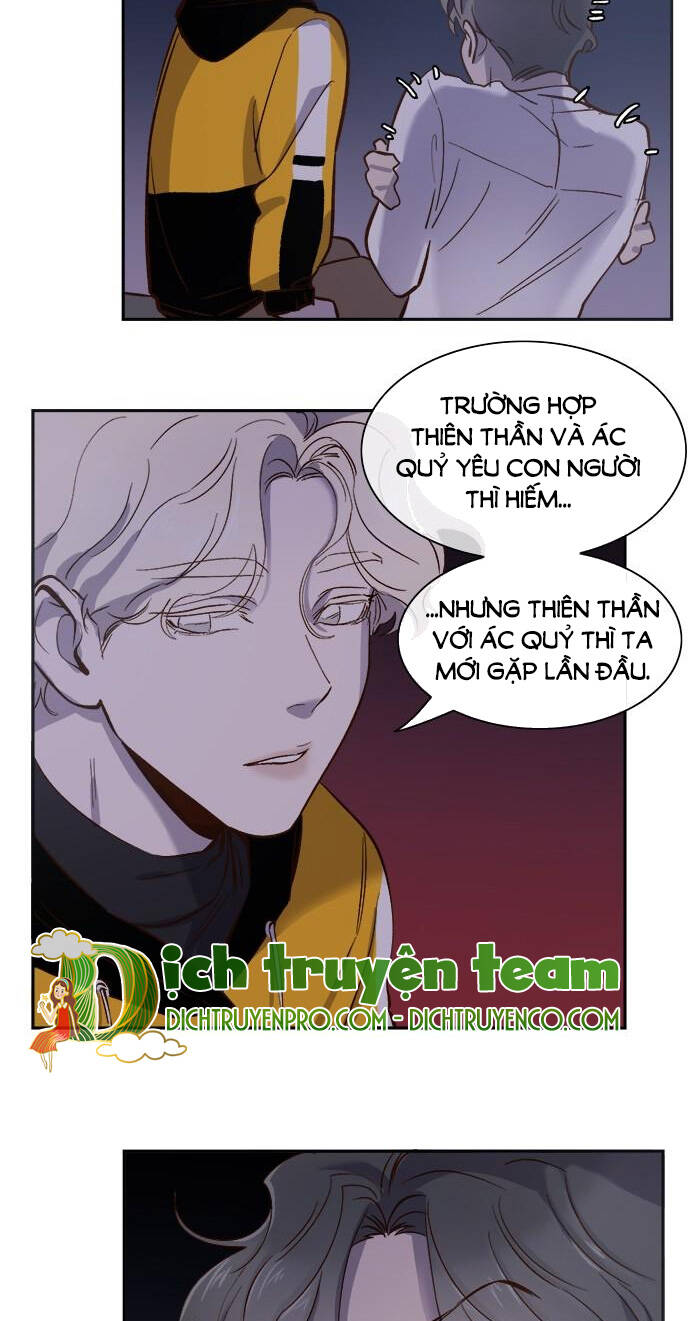 TRƯỜNG HỢP
THIÊN THẦN VÀ ÁC
QUỶ YÊU CON NGƯỜI
THÌ HIẾM...
...NHƯNG THIÊN THẦN
VỚI ÁC QUỶ THÌ TA
MỚI GẶP LẦN ĐẦU.
Dịch truyện team
DICHTRUYENPRO.COM - DICHTRUYENCO.COM